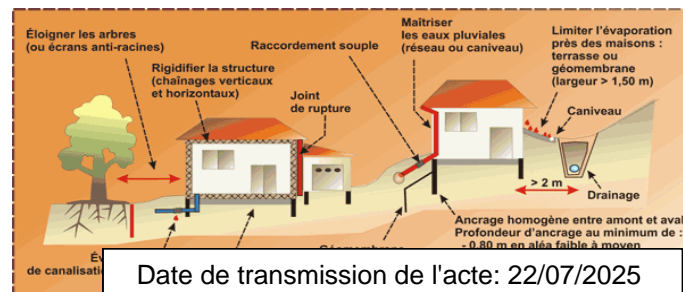 Éloigner les arbres
(ou écrans anti-racines)
Rigidifier la structure
(chaînages verticaux
et horizontaux)
Raccordement souple
Joint
de rupture
Maîtriser
les eaux pluviales
(réseau ou caniveau)
Limiter l'évaporation
près des maisons :
terrasse ou
géomembrane
(largeur > 1,50 m)
Caniveau
> 2 m
Drainage
Ancrage homogène entre amont et aval
Profondeur d'ancrage au minimum de :
- 0,80 m en aléa faible à moyen
Géomembrane
de canalisatio
Date de transmission de l'acte: 22/07/2025